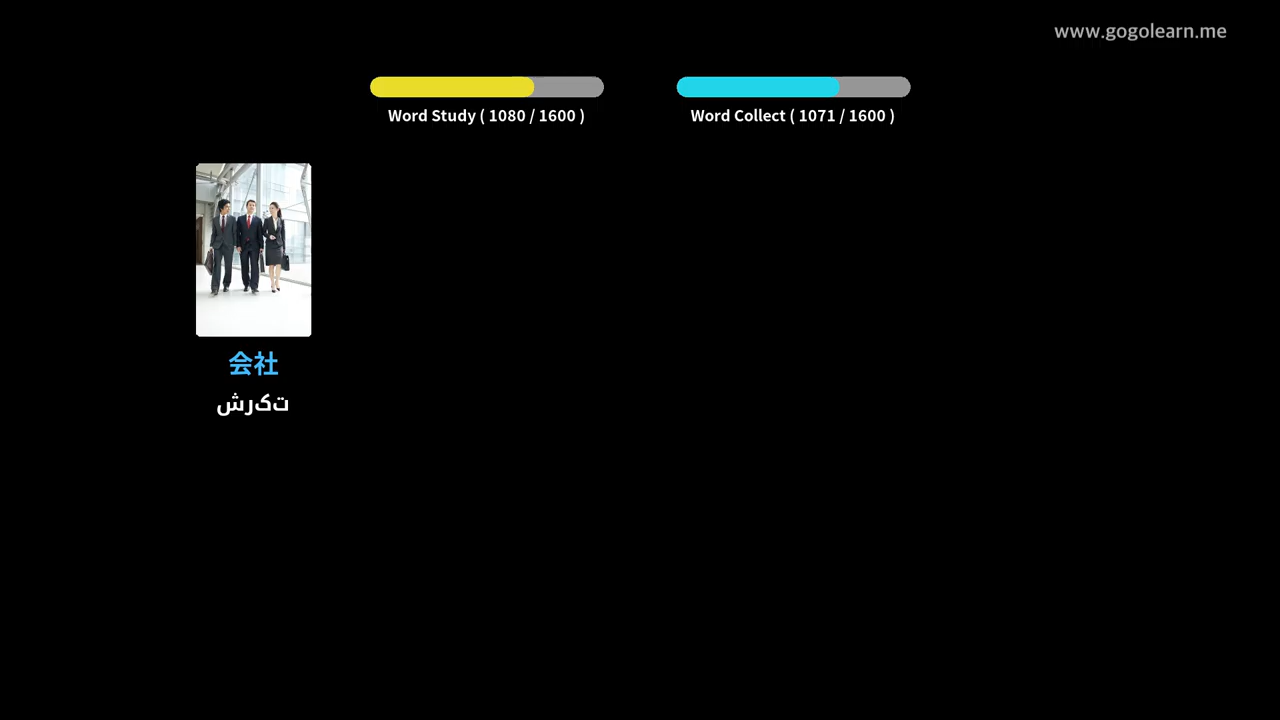 www.gogolearn.me
Word Study ( 1080 / 1600 )
Word Collect ( 1071 / 1600 )
会社
تکرش